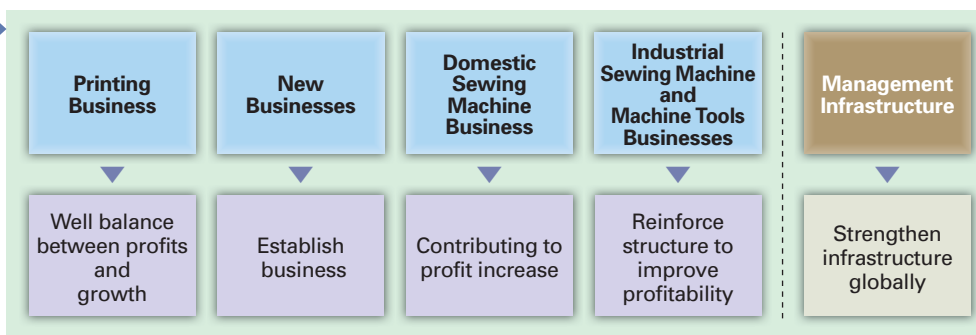 Printing
Business
New
Businesses
Domestic
Sewing
Machine
Business
Industrial
Sewing Machine
and
Machine Tools
Businesses
Management
Infrastructure
Well balance
between profits
and
growth
Establish
business
Contributing to
profit increase
Reinforce
structure to
improve
profitability
Strengthen
infrastructure
globally